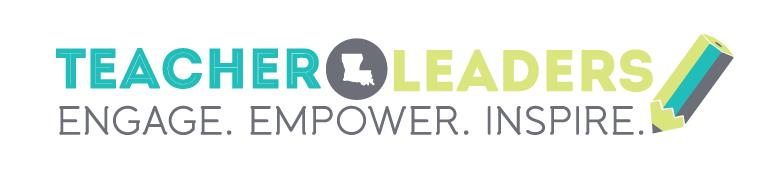 TEACHER LEADERS
ENGAGE. EMPOWER. INSPIRE.